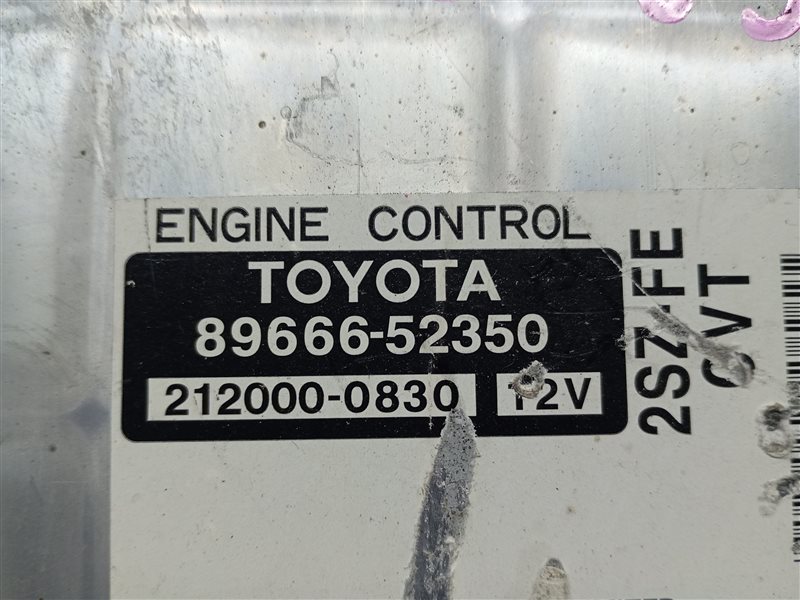 ENGINE CONTROL
TOYOTA
89666-52350
212000-0830 12V
2SZ-FE
CVT